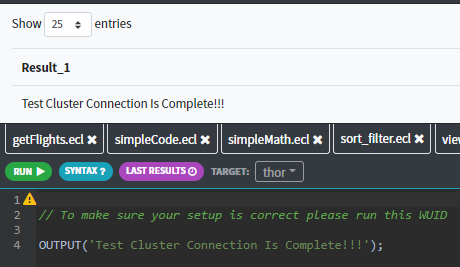 Show 25 entries
Result_1
Test Cluster Connection Is Complete!!!
getFlights.ecl × simpleCode.ecl × simpleMath.ecl × sort_filter.ecl ×
RUN SYNTAX ? LAST RESULTS TARGET: thor
1
2 // To make sure your setup is correct please run this WUID
3
4 OUTPUT('Test Cluster Connection Is Complete!!!');